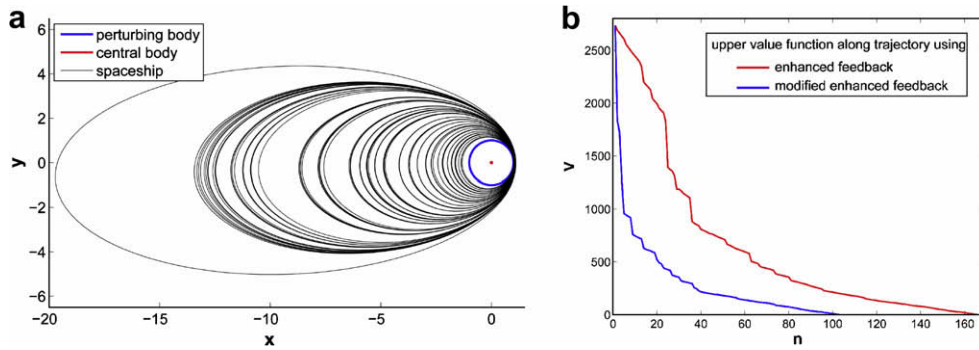 a
6
4
2
0
−2
−4
−6
y
−20
−15
−10
−5
0
x
perturbing body
central body
spaceship
b
2500
2000
1500
1000
500
0
v
0
20
40
60
80
100
120
140
160
n
upper value function along trajectory using
enhanced feedback
modified enhanced feedback